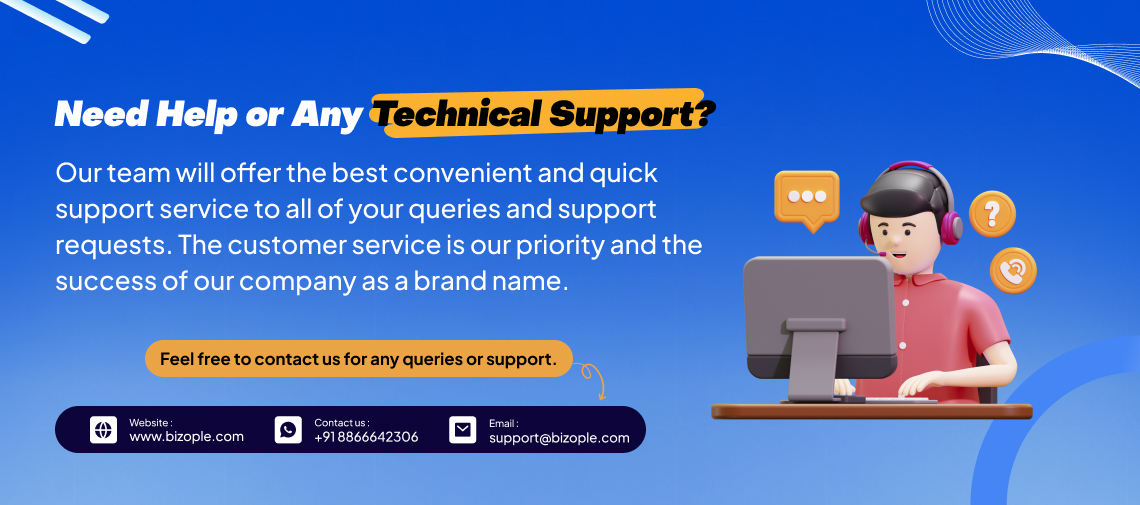 Need Help or Any Technical Support?
Our team will offer the best convenient and quick
support service to all of your queries and support
requests. The customer service is our priority and the
success of our company as a brand name.
Feel free to contact us for any queries or support.
Website :
www.bizople.com
Contact us :
+91 8866642306
Email :
support@bizople.com
?